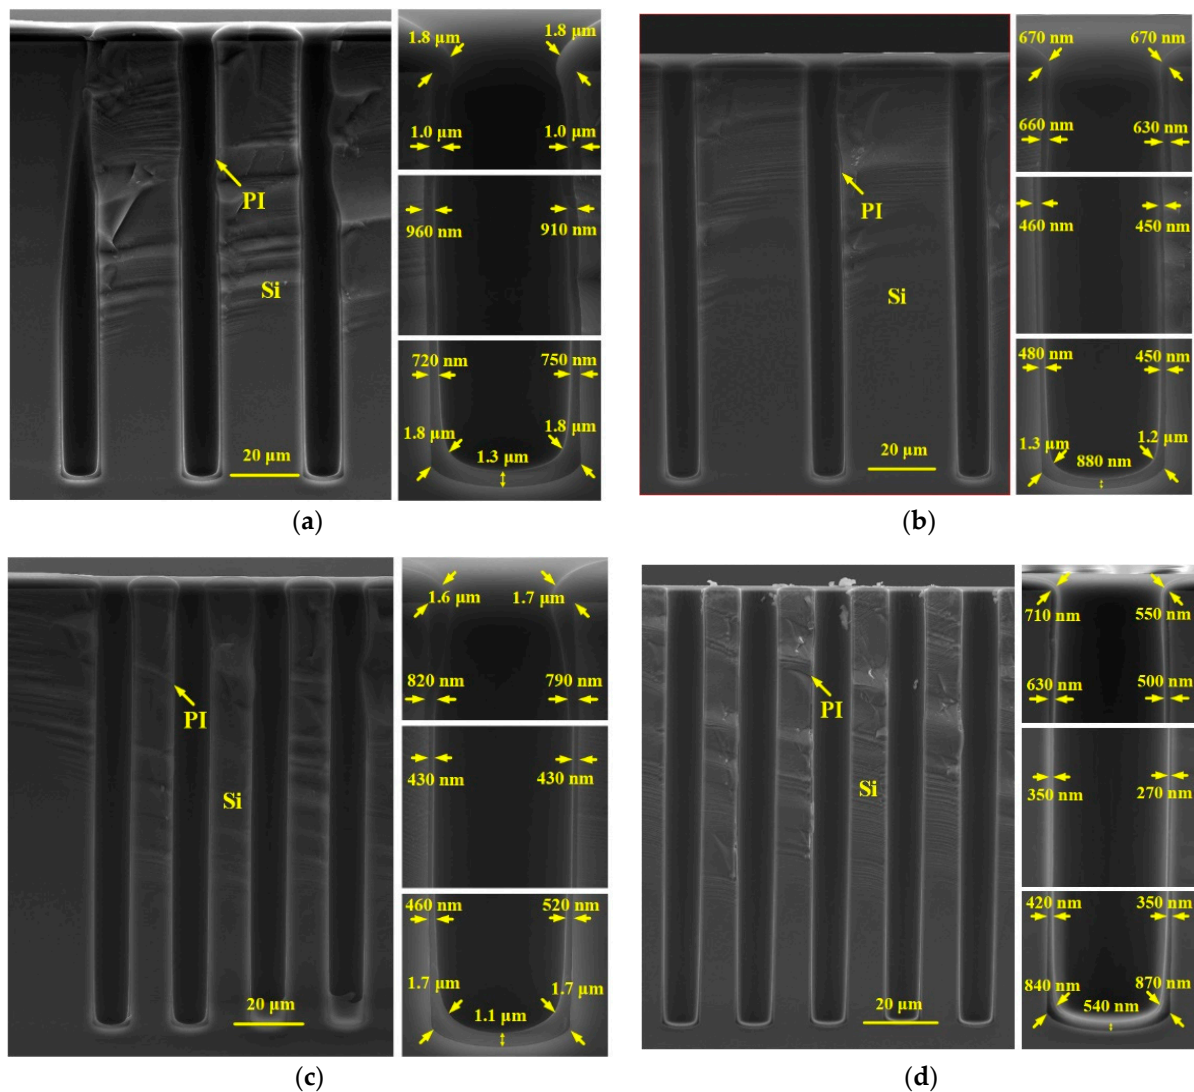 1.8 μm 1.8 μm
1.0 μm 1.0 μm
PI
960 nm 910 nm
Si
720 nm 750 nm
1.8 μm 1.8 μm
20 μm
1.3 μm
(a)
670 nm 670 nm
660 nm 630 nm
PI
460 nm 450 nm
Si
480 nm 450 nm
1.3 μm 1.2 μm
20 μm
880 nm
(b)
1.6 μm 1.7 μm
820 nm 790 nm
PI
430 nm 430 nm
Si
460 nm 520 nm
1.7 μm 1.7 μm
20 μm
1.1 μm
(c)
710 nm 550 nm
630 nm 500 nm
PI
350 nm 270 nm
Si
420 nm 350 nm
840 nm 870 nm
20 μm
540 nm
(d)